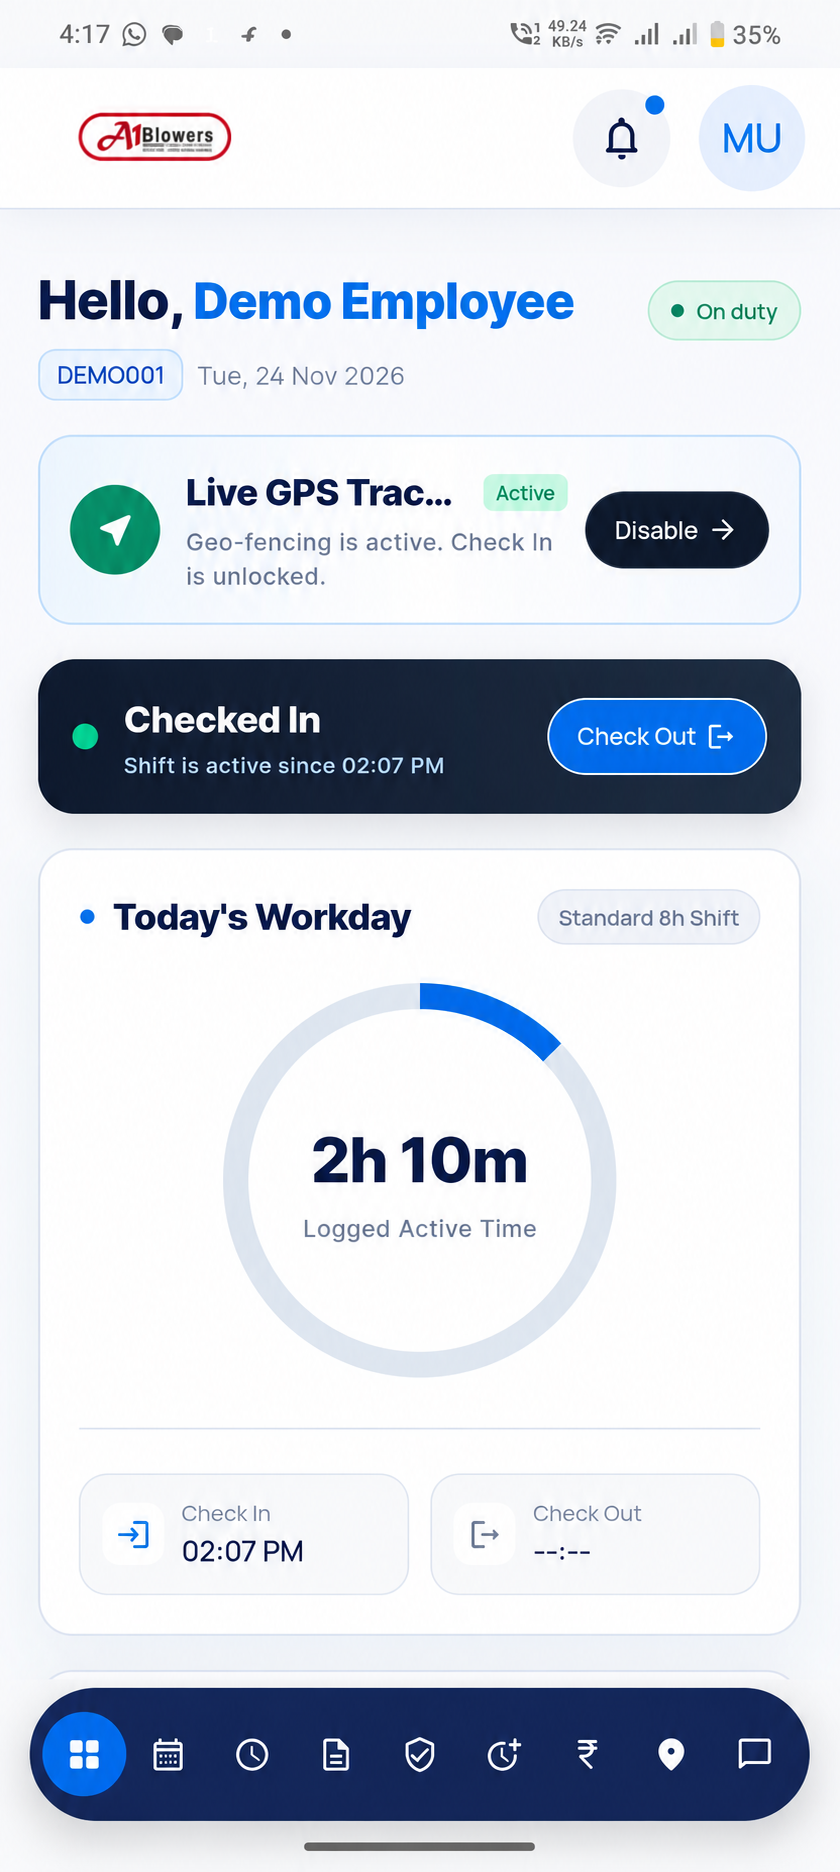 4:17
1
2
49.24
KB/s
35%
A1Blowers
MU
Hello, Demo Employee
On duty
DEMO001
Tue, 24 Nov 2026
Live GPS Trac...
Active
Geo-fencing is active. Check In
is unlocked.
Disable
Checked In
Shift is active since 02:07 PM
Check Out
Today's Workday
Standard 8h Shift
2h 10m
Logged Active Time
Check In
02:07 PM
Check Out
--:--